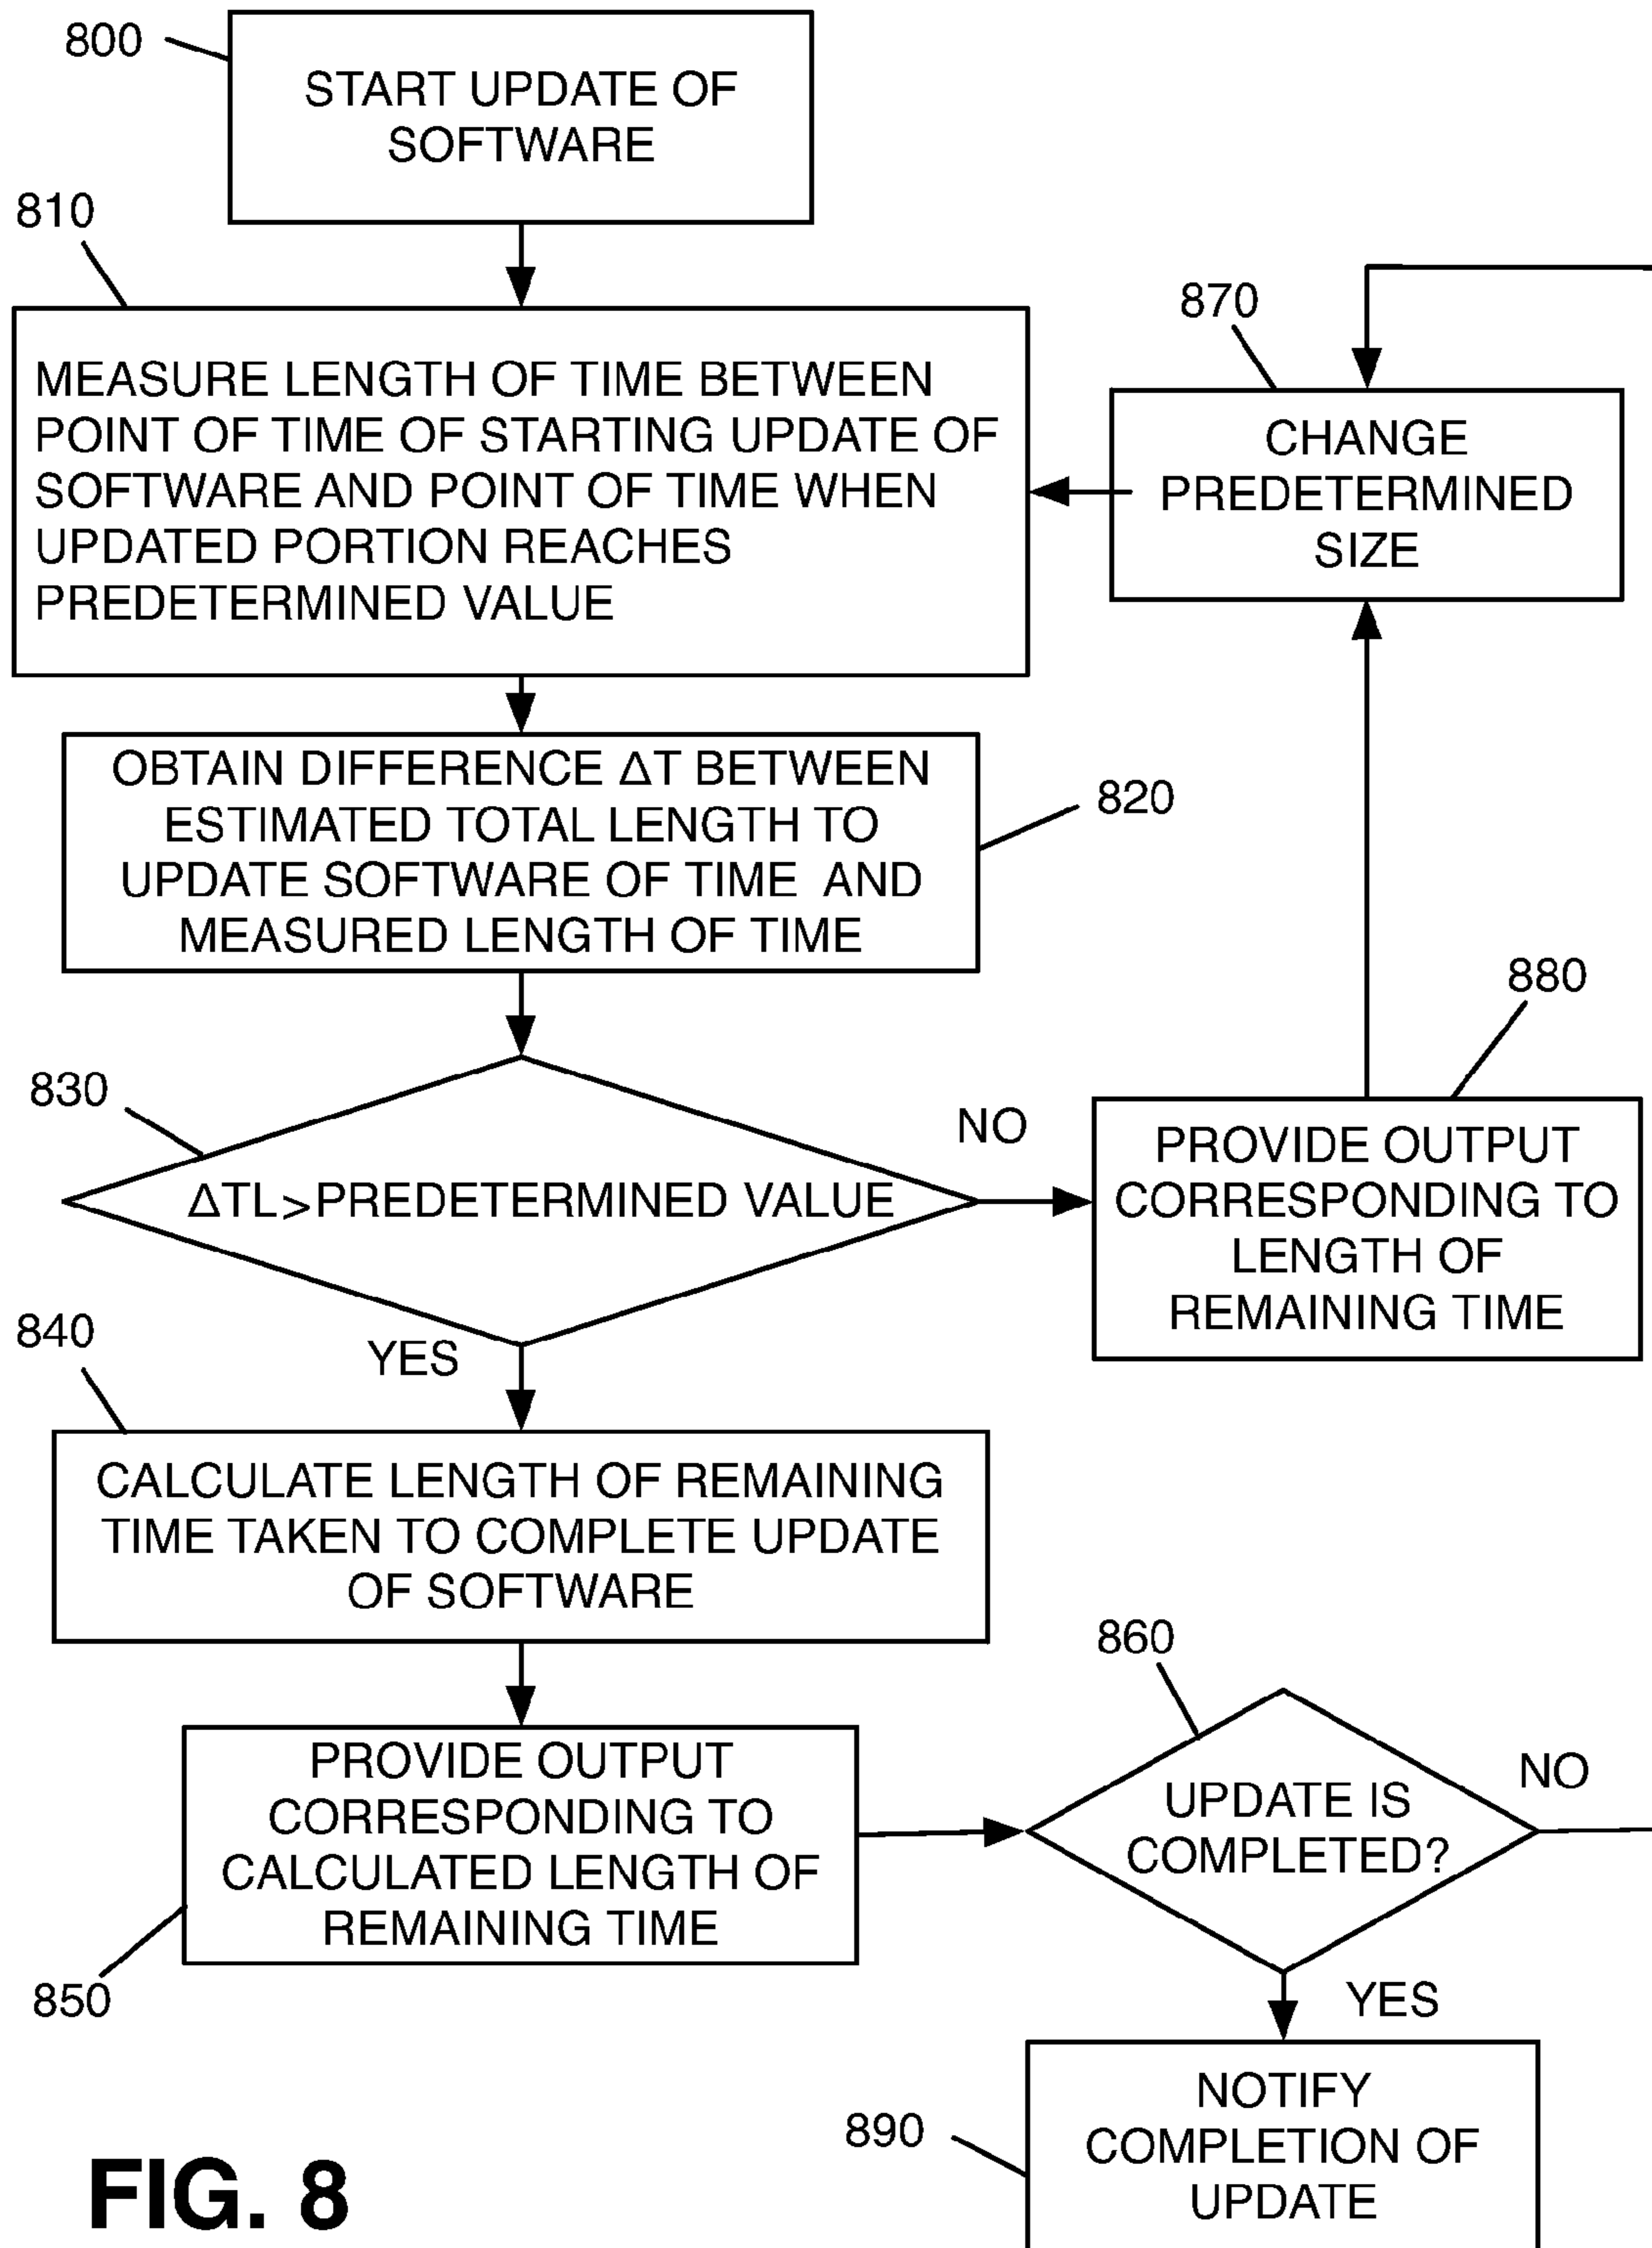 800
START UPDATE OF
SOFTWARE
810
MEASURE LENGTH OF TIME BETWEEN
POINT OF TIME OF STARTING UPDATE OF
SOFTWARE AND POINT OF TIME WHEN
UPDATED PORTION REACHES
PREDETERMINED VALUE
870
CHANGE
PREDETERMINED
SIZE
OBTAIN DIFFERENCE ΔT BETWEEN
ESTIMATED TOTAL LENGTH TO
UPDATE SOFTWARE OF TIME AND
MEASURED LENGTH OF TIME
820
830
ΔTL>PREDETERMINED VALUE
NO
880
PROVIDE OUTPUT
CORRESPONDING TO
LENGTH OF
REMAINING TIME
YES
840
CALCULATE LENGTH OF REMAINING
TIME TAKEN TO COMPLETE UPDATE
OF SOFTWARE
PROVIDE OUTPUT
CORRESPONDING TO
CALCULATED LENGTH OF
REMAINING TIME
850
860
UPDATE IS
COMPLETED?
NO
YES
890
NOTIFY
COMPLETION OF
UPDATE
FIG. 8